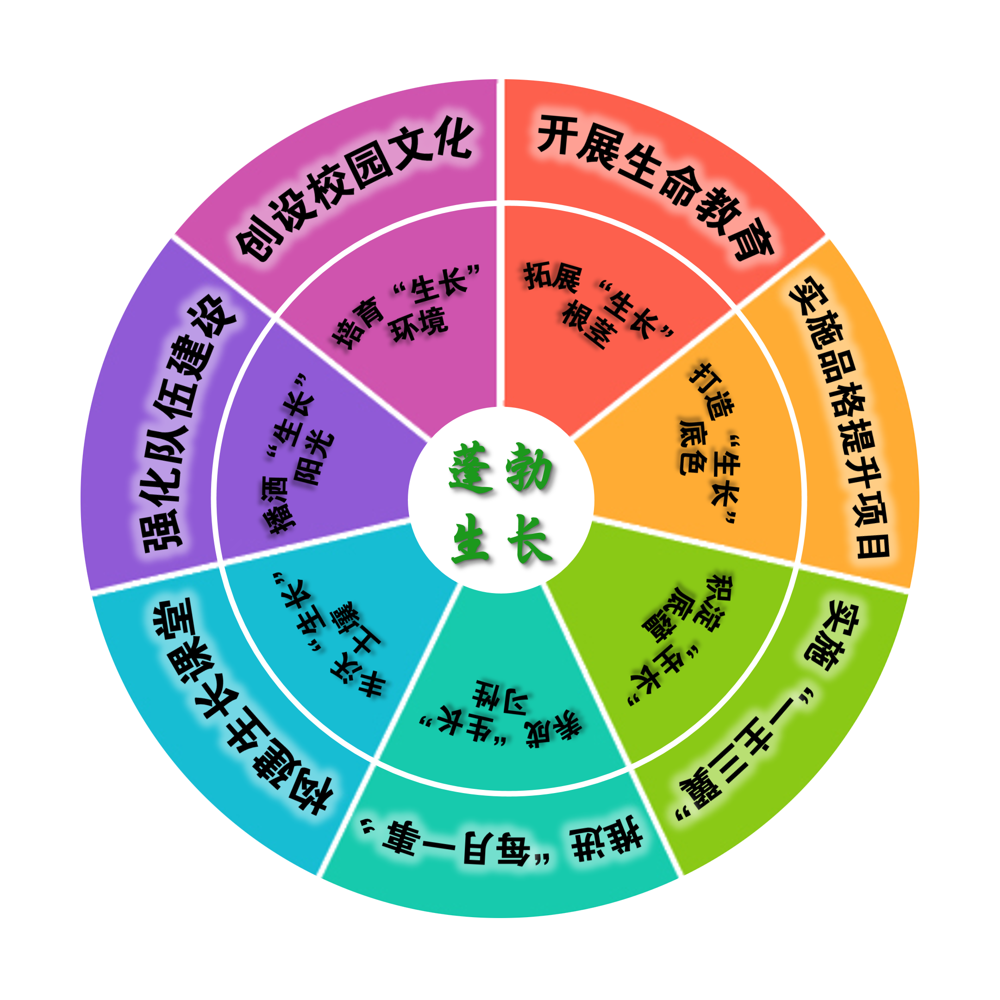 蓬勃
生长
开展生命教育
拓展 “生长”
根茎
实施品格提升项目
打造 “生长”
底色
实施 “一主三翼”
积淀 “生长”
底蕴
推进 “每月一事”
养成 “生长”
习性
构建生长课堂
丰沃 “生长”
土壤
强化队伍建设
播洒 “生长”
阳光
创设校园文化
培育 “生长”
环境